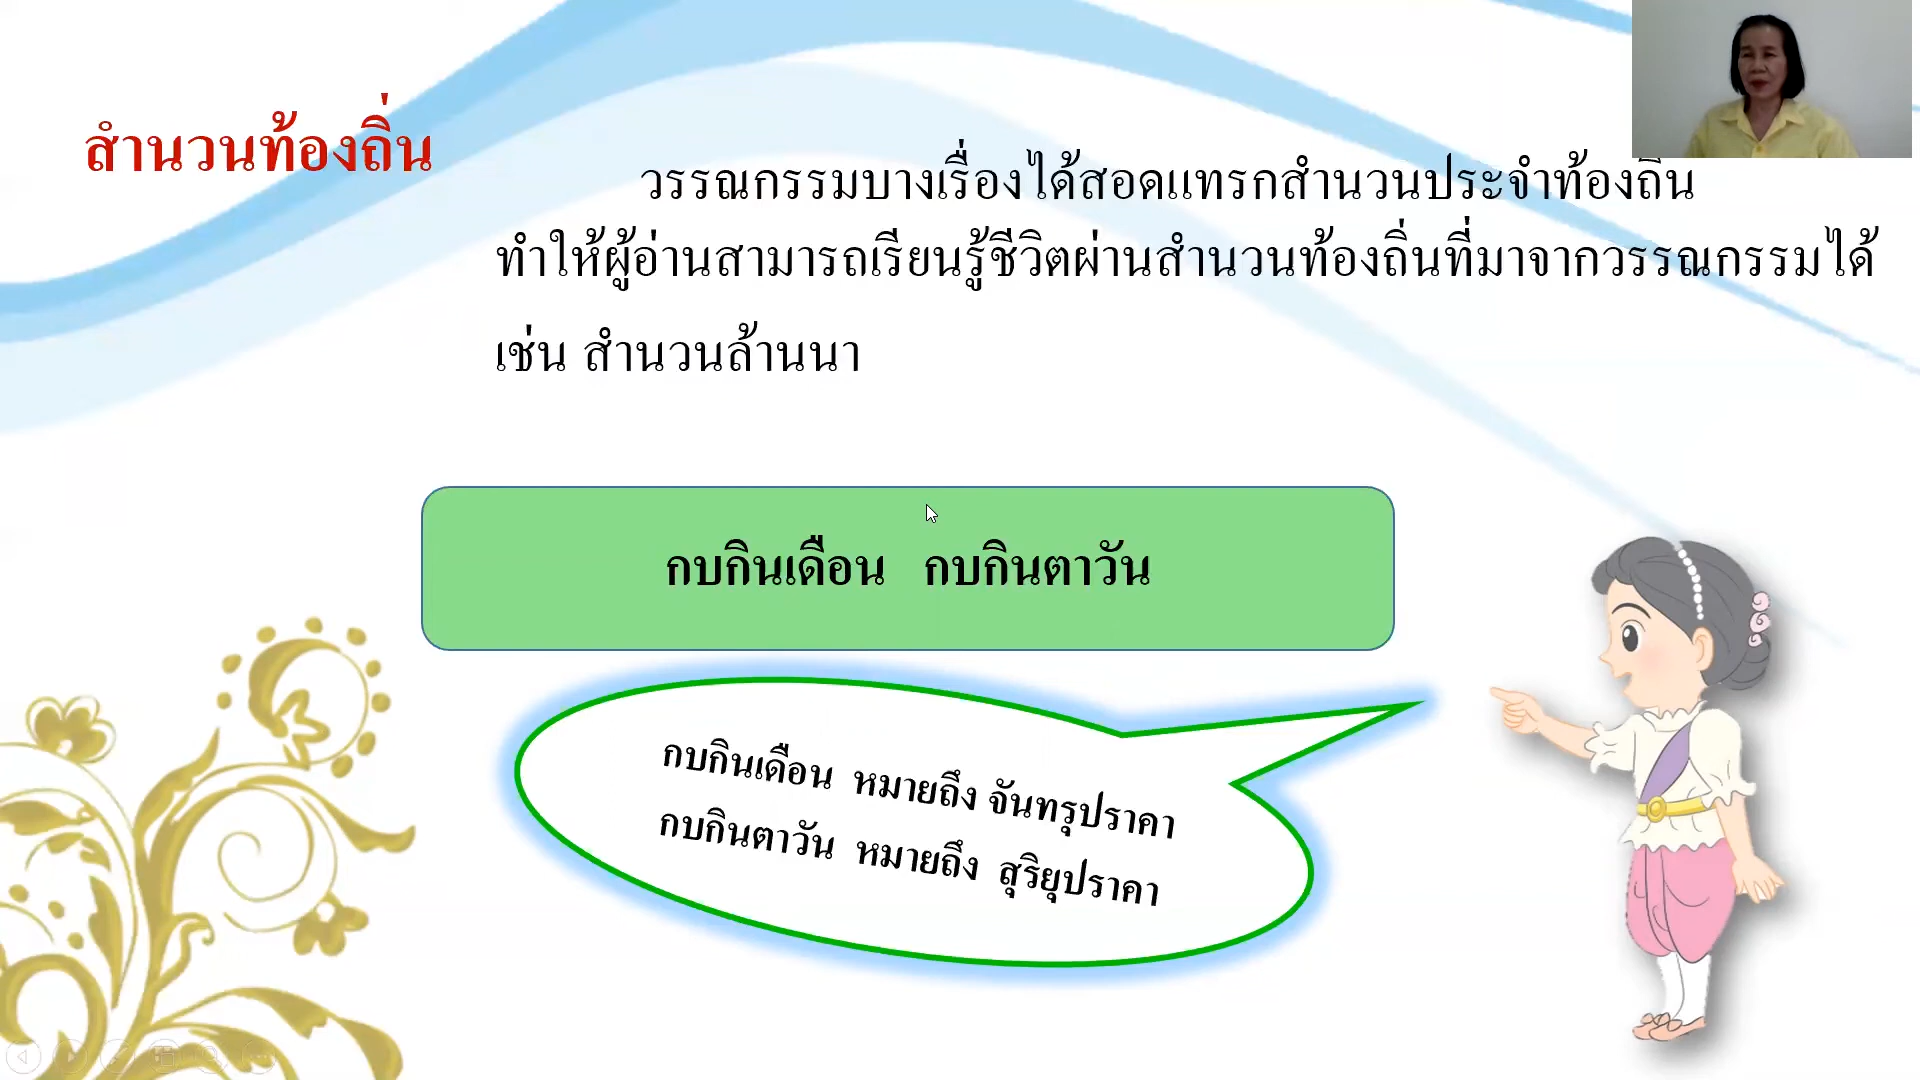 สำนวนท้องถิ่น
วรรณกรรมบางเรื่องได้สอดแทรกสำนวนประจำท้องถิ่น
ทำให้ผู้อ่านสามารถเรียนรู้ชีวิตผ่านสำนวนท้องถิ่นที่มาจากวรรณกรรมได้
เช่น สำนวนล้านนา
กบกินเดือน กบกินตาวัน
กบกินเดือน หมายถึง จันทรุปราคา
กบกินตาวัน หมายถึง สุริยุปราคา